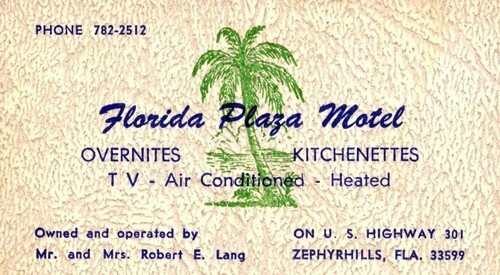 PHONE 782-2512
Florida Plaza Motel
OVERNITES KITCHENETTES
T V - Air Conditioned - Heated
Owned and operated by
Mr. and Mrs. Robert E. Lang
ON U. S. HIGHWAY 301
ZEPHYRHILLS, FLA. 33599